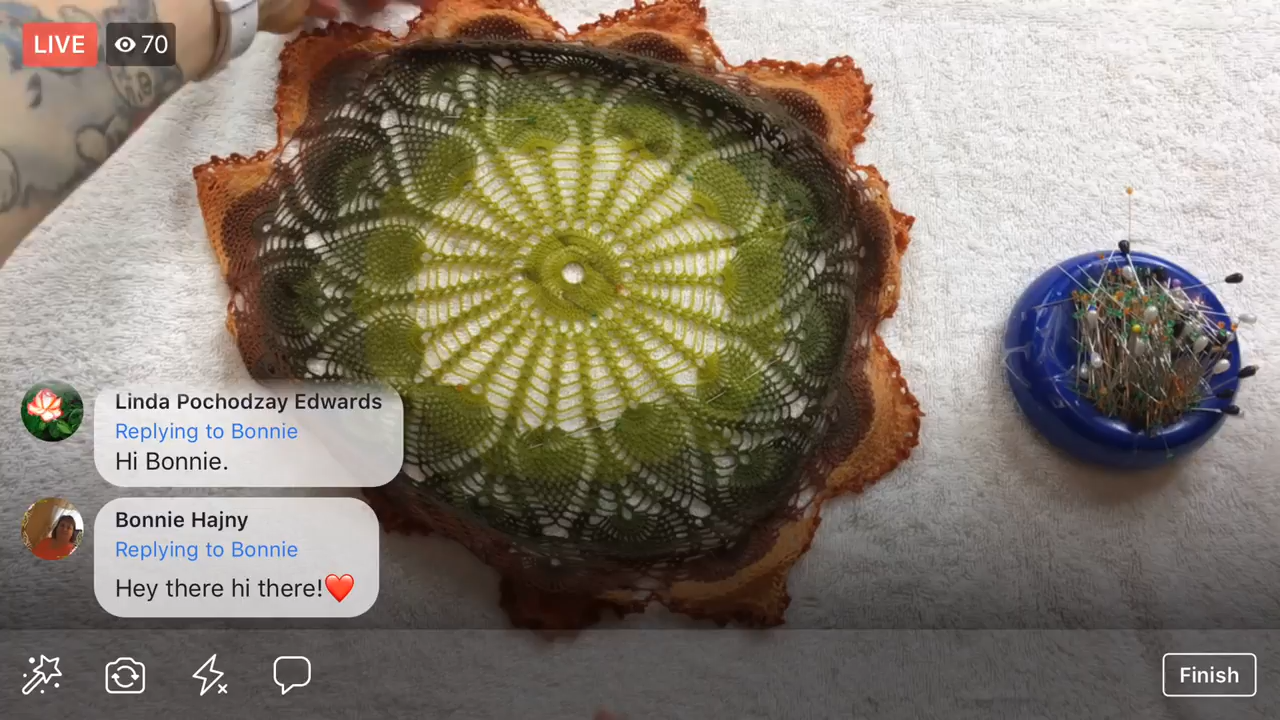 LIVE 70
Linda Pochodzay Edwards
Replying to Bonnie
Hi Bonnie.
Bonnie Hajny
Replying to Bonnie
Hey there hi there!❤️
Finish